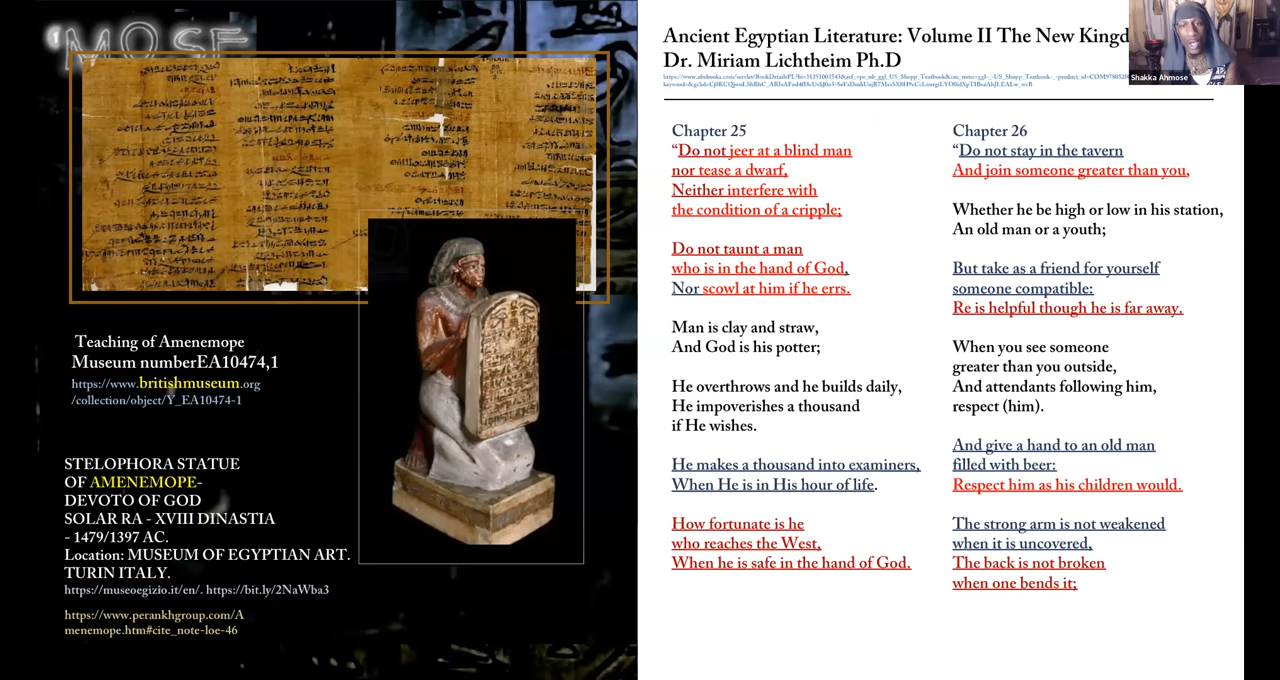 MOSE
Teaching of Amenemope
Museum numberEA10474,1
https://www.britishmuseum.org
/collection/object/Y_EA10474-1
STELOPHORA STATUE
OF AMENEMOPE-
DEVOTO OF GOD
SOLAR RA - XVIII DINASTIA
- 1479/1397 AC.
Location: MUSEUM OF EGYPTIAN ART.
TURIN ITALY.
https://museoegizio.it/en/. https://bit.ly/2NaWba3
https://www.perankhgroup.com/A
menemope.htm#cite_note-loe-46
Ancient Egyptian Literature: Volume II The New Kingd
Dr. Miriam Lichtheim Ph.D
Shakka Ahmose
Chapter 25
“Do not jeer at a blind man
nor tease a dwarf,
Neither interfere with
the condition of a cripple;
Do not taunt a man
who is in the hand of God,
Nor scowl at him if he errs.
Man is clay and straw,
And God is his potter;
He overthrows and he builds daily,
He impoverishes a thousand
if He wishes.
He makes a thousand into examiners,
When He is in His hour of life.
How fortunate is he
who reaches the West,
When he is safe in the hand of God.
Chapter 26
“Do not stay in the tavern
And join someone greater than you,
Whether he be high or low in his station,
An old man or a youth;
But take as a friend for yourself
someone compatible:
Re is helpful though he is far away.
When you see someone
greater than you outside,
And attendants following him,
respect (him).
And give a hand to an old man
filled with beer:
Respect him as his children would.
The strong arm is not weakened
when it is uncovered,
The back is not broken
when one bends it;